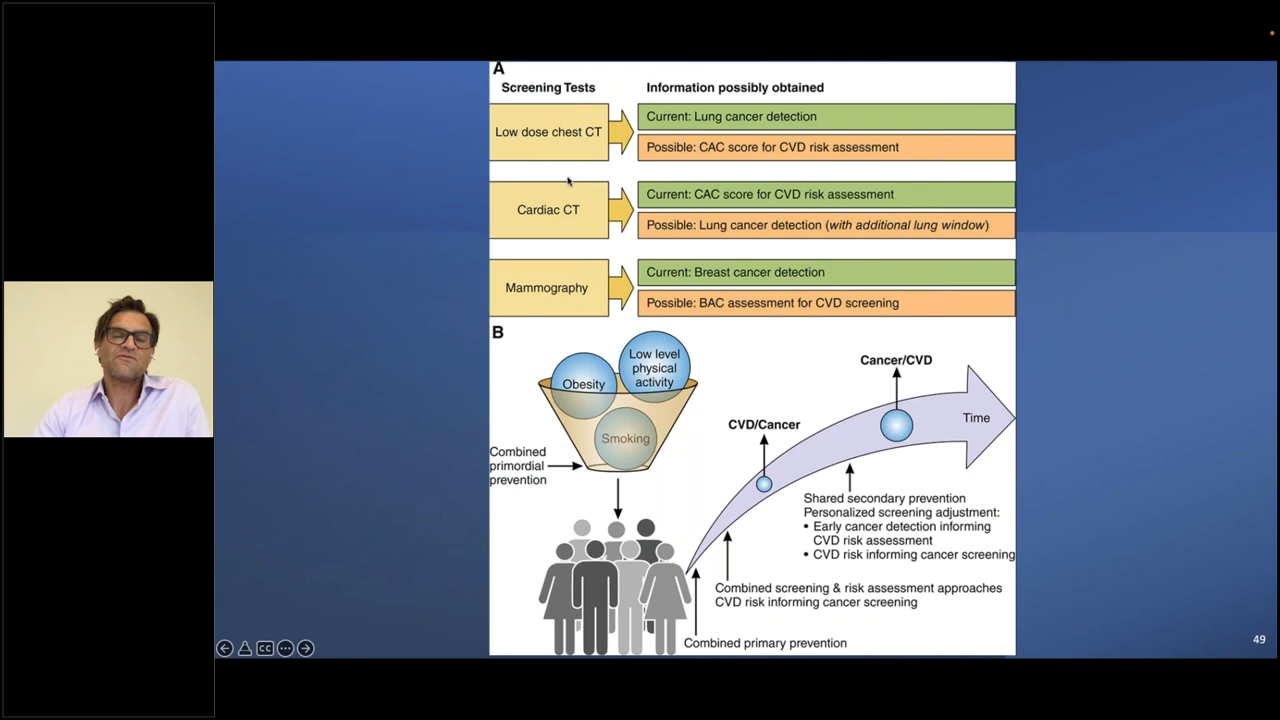 A
Screening Tests
Information possibly obtained
Low dose chest CT
Current: Lung cancer detection
Possible: CAC score for CVD risk assessment
Cardiac CT
Current: CAC score for CVD risk assessment
Possible: Lung cancer detection (with additional lung window)
Mammography
Current: Breast cancer detection
Possible: BAC assessment for CVD screening
B
Obesity
Low level
physical
activity
Smoking
Combined
primordial
prevention
CVD/Cancer
Cancer/CVD
Time
Shared secondary prevention
Personalized screening adjustment:
• Early cancer detection informing
CVD risk assessment
• CVD risk informing cancer screening
Combined screening & risk assessment approaches
CVD risk informing cancer screening
Combined primary prevention
CC
49